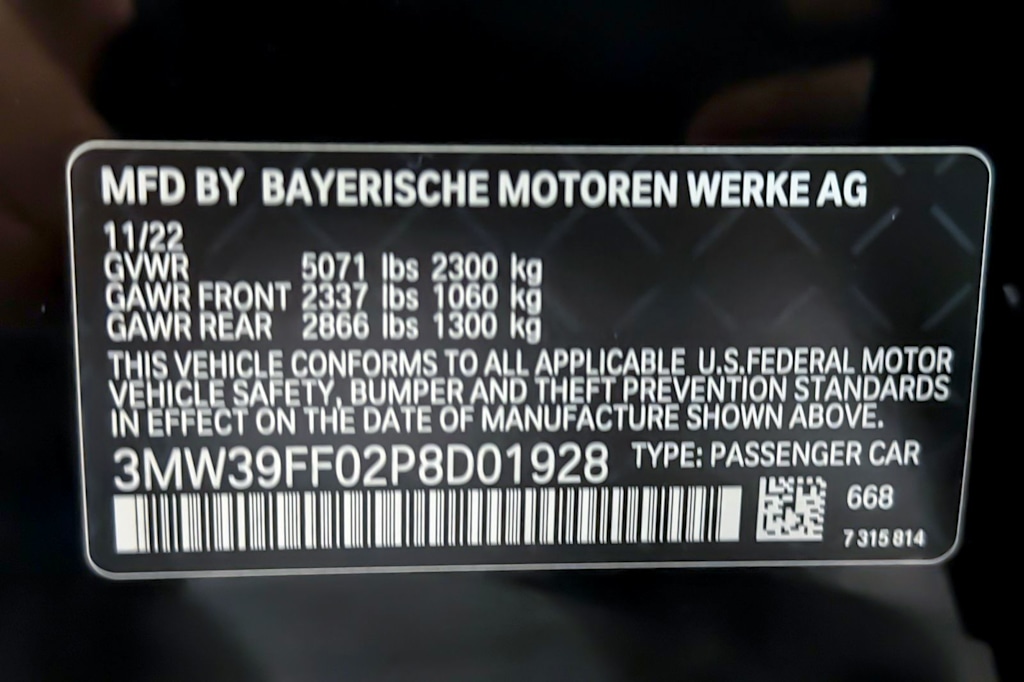 MFD BY BAYERISCHE MOTOREN WERKE AG
11/22
GVWR 5071 lbs 2300 kg
GAWR FRONT 2337 lbs 1060 kg
GAWR REAR 2866 lbs 1300 kg
THIS VEHICLE CONFORMS TO ALL APPLICABLE U.S.FEDERAL MOTOR
VEHICLE SAFETY, BUMPER AND THEFT PREVENTION STANDARDS
IN EFFECT ON THE DATE OF MANUFACTURE SHOWN ABOVE.
3MW39FF02P8D01928 TYPE: PASSENGER CAR
668
7 315 814